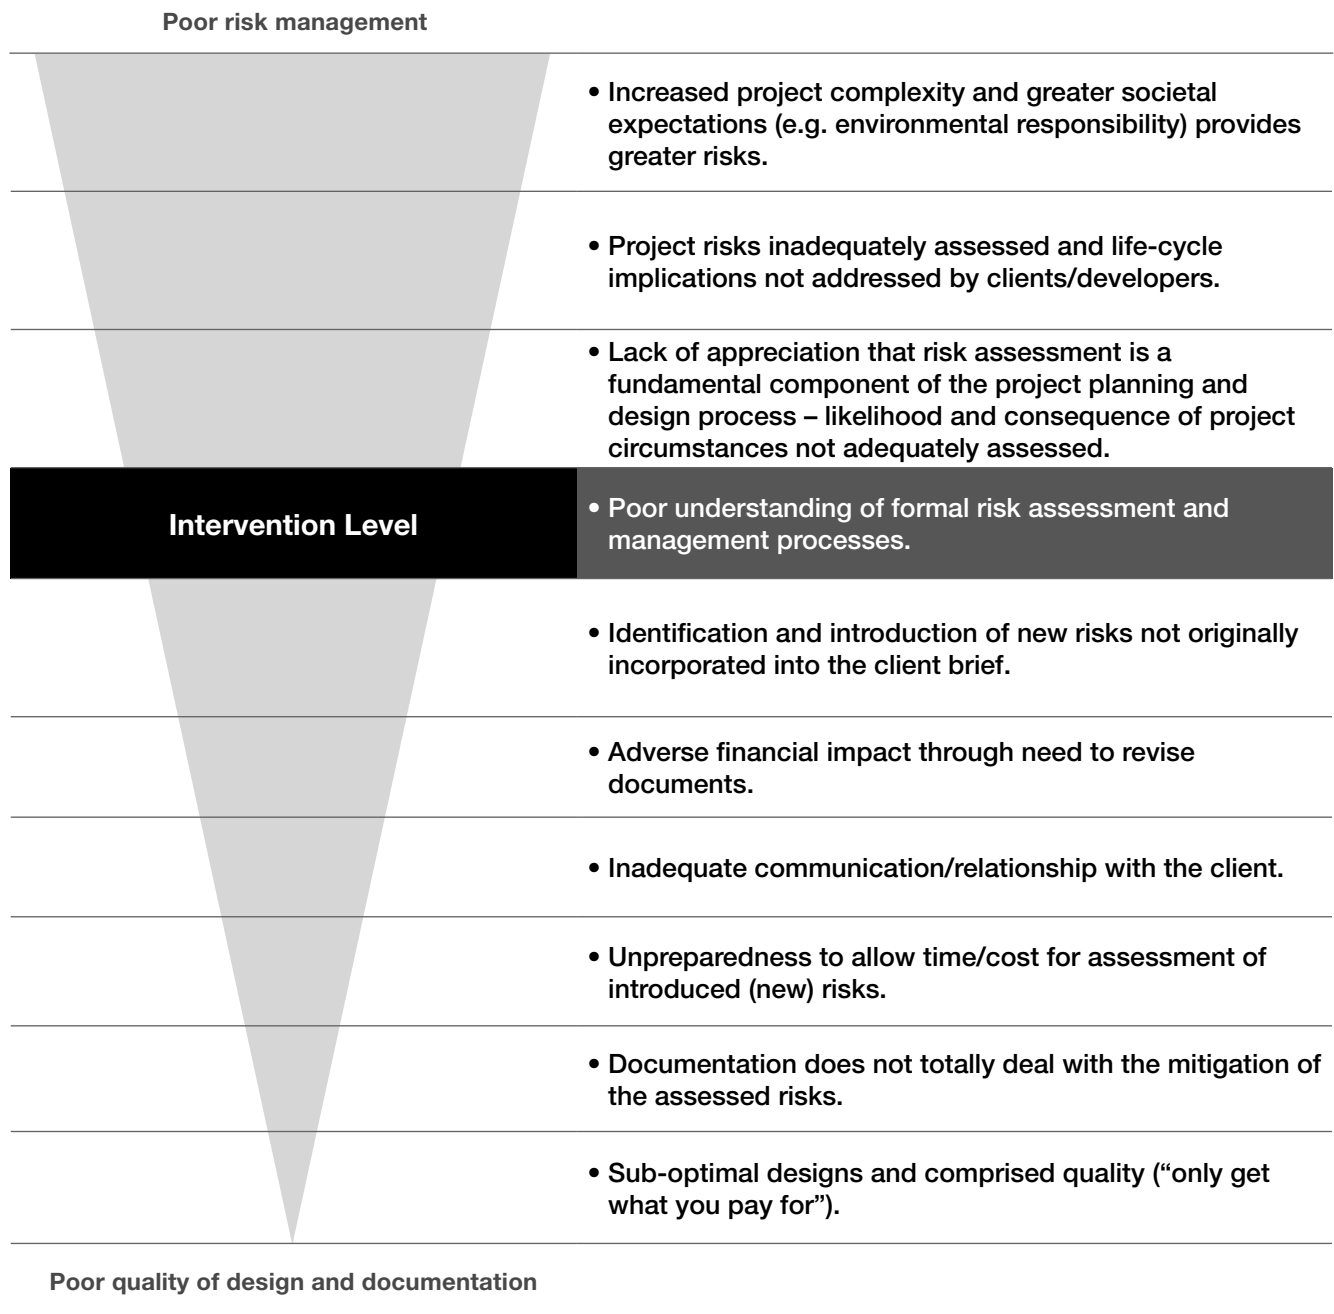 Poor risk management
• Increased project complexity and greater societal
expectations (e.g. environmental responsibility) provides
greater risks.
• Project risks inadequately assessed and life-cycle
implications not addressed by clients/developers.
• Lack of appreciation that risk assessment is a
fundamental component of the project planning and
design process – likelihood and consequence of project
circumstances not adequately assessed.
Intervention Level
• Poor understanding of formal risk assessment and
management processes.
• Identification and introduction of new risks not originally
incorporated into the client brief.
• Adverse financial impact through need to revise
documents.
• Inadequate communication/relationship with the client.
• Unpreparedness to allow time/cost for assessment of
introduced (new) risks.
• Documentation does not totally deal with the mitigation of
the assessed risks.
• Sub-optimal designs and comprised quality (“only get
what you pay for”).
Poor quality of design and documentation